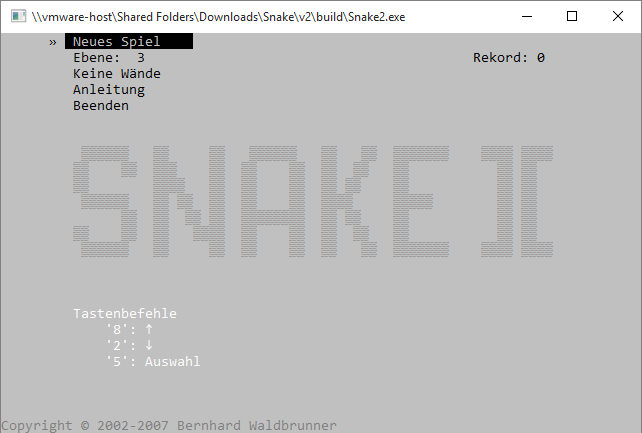 \\vmware-host\Shared Folders\Downloads\Snake\v2\build\Snake2.exe
» Neues Spiel
Ebene: 3 Rekord: 0
Keine Wände
Anleitung
Beenden
SNAKE ][
Tastenbefehle
'8': ↑
'2': ↓
'5': Auswahl
Copyright © 2002-2007 Bernhard Waldbrunner